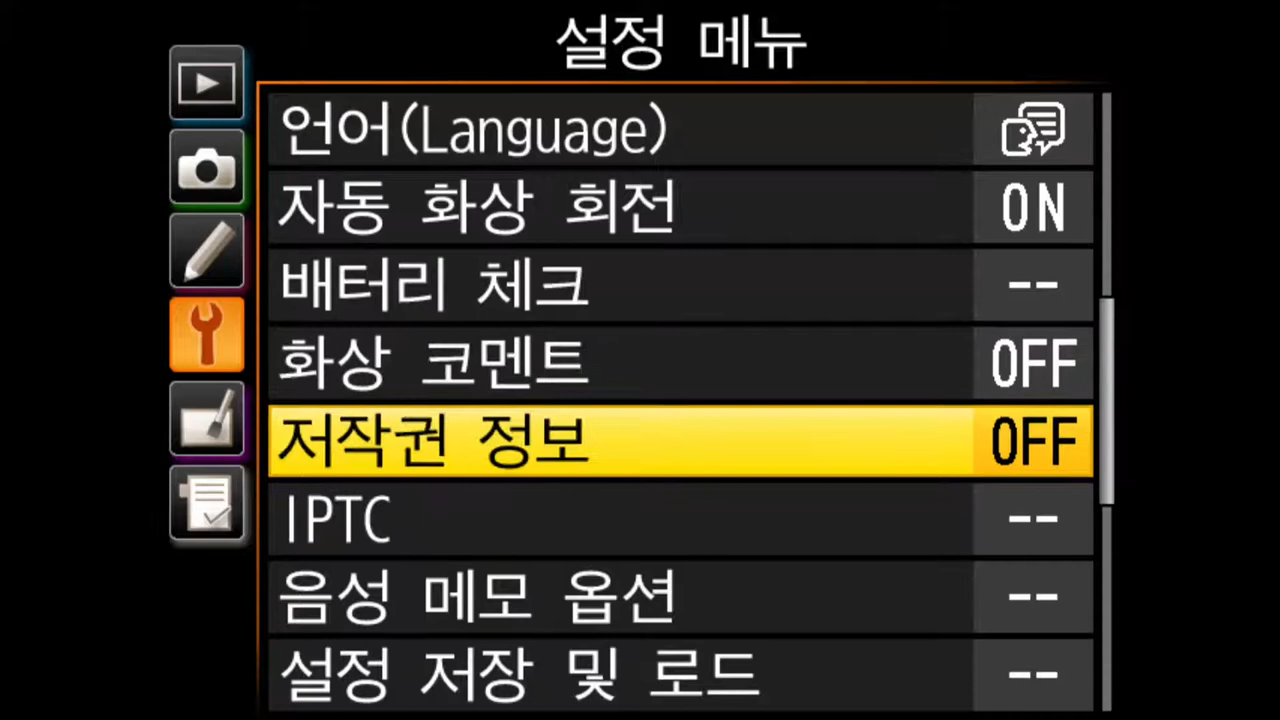 설정 메뉴
언어(Language)
자동 화상 회전 ON
배터리 체크 --
화상 코멘트 OFF
저작권 정보 OFF
IPTC --
음성 메모 옵션 --
설정 저장 및 로드 --